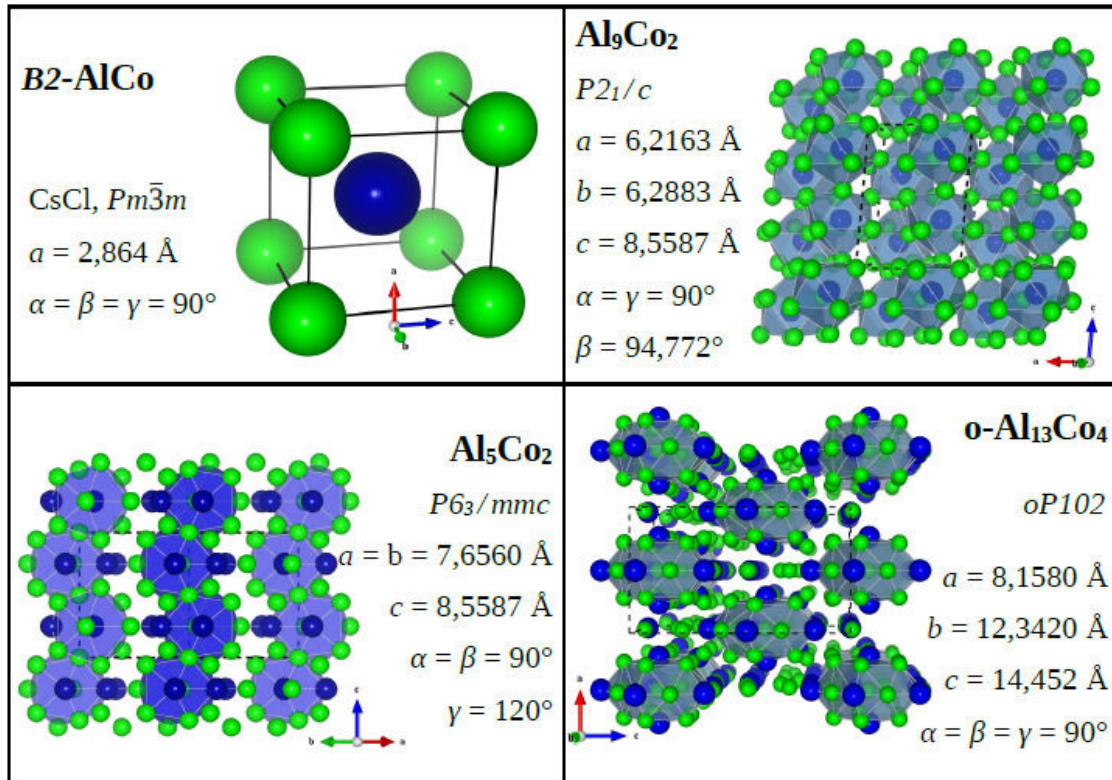 B2-AlCo
CsCl, Pm3̅m
a = 2,864 Å
α = β = γ = 90°
a
c
b
Al₉Co₂
P2₁/c
a = 6,2163 Å
b = 6,2883 Å
c = 8,5587 Å
α = γ = 90°
β = 94,772°
c
a
b
Al₅Co₂
P6₃/mmc
a = b = 7,6560 Å
c = 8,5587 Å
α = β = 90°
γ = 120°
c
b
a
o-Al₁₃Co₄
oP102
a = 8,1580 Å
b = 12,3420 Å
c = 14,452 Å
α = β = γ = 90°
a
b
c